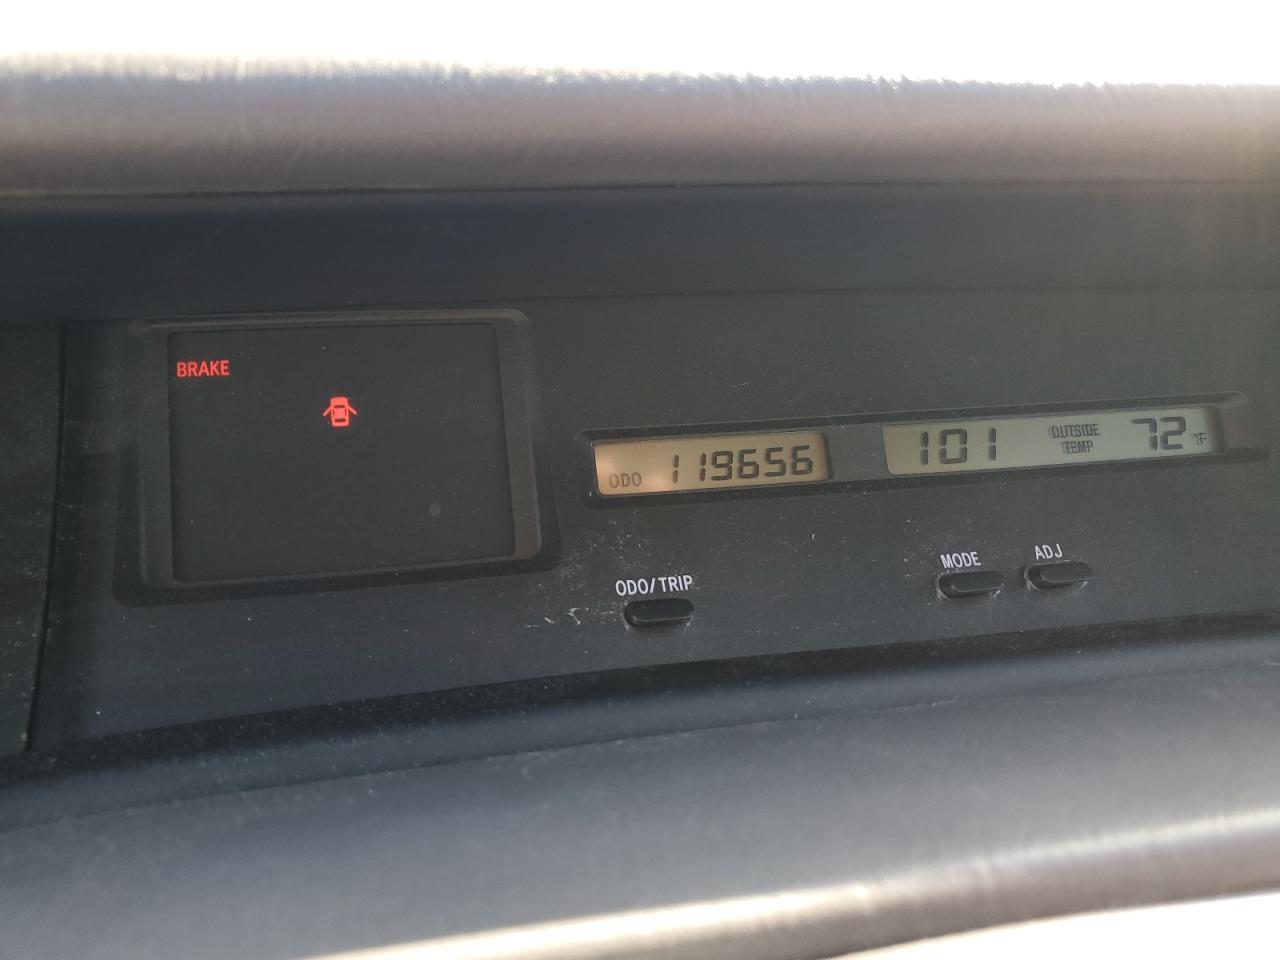 BRAKE
ODO 119656
101 OUTSIDE TEMP 72 °F
ODO/TRIP
MODE
ADJ